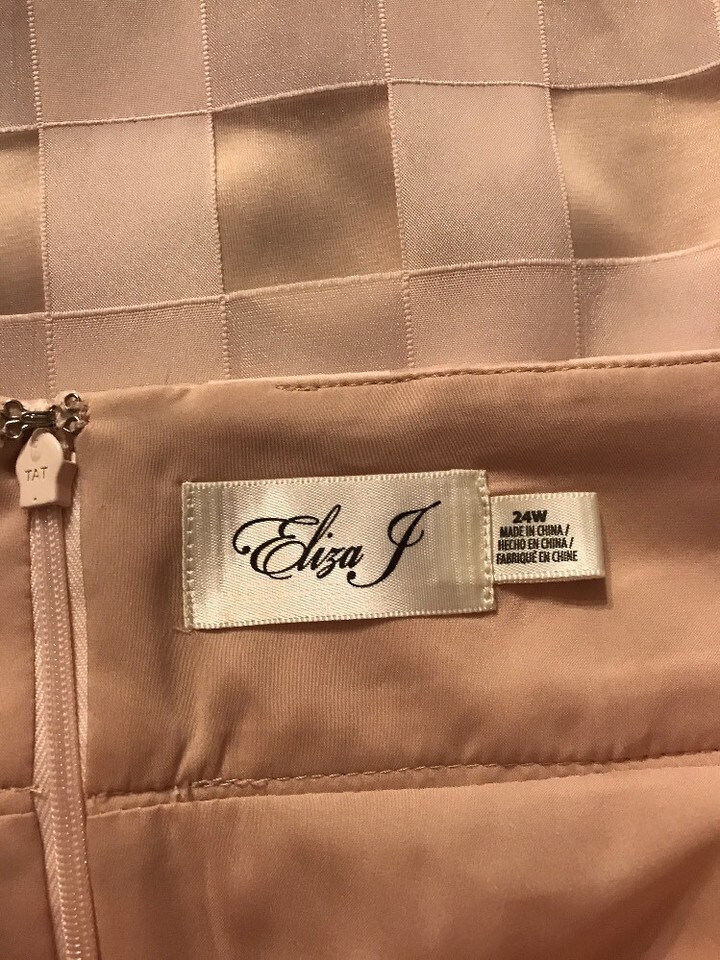 TAT
Eliza J
24W
MADE IN CHINA /
HECHO EN CHINA /
FABRIQUÉ EN CHINE